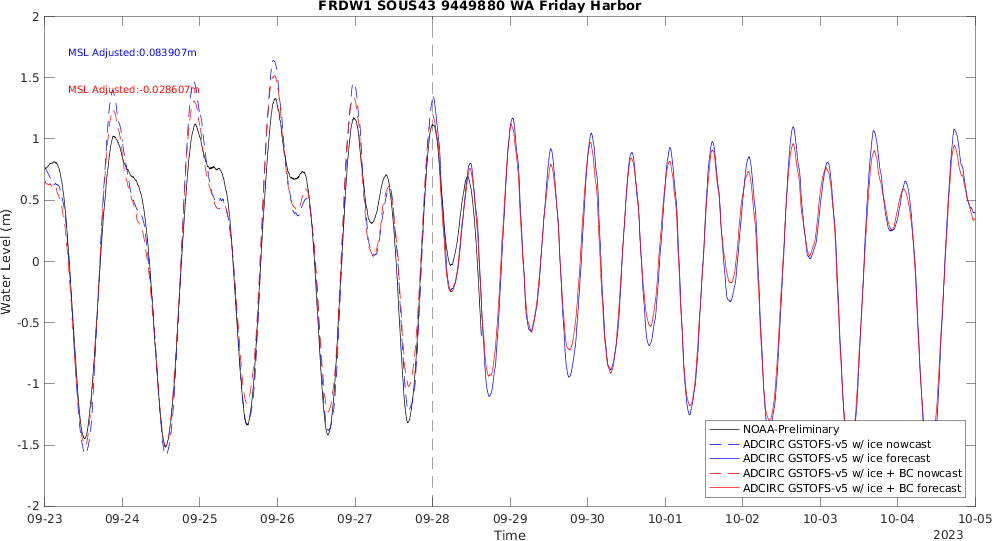 FRDW1 SOUS43 9449880 WA Friday Harbor
MSL Adjusted:0.083907m
MSL Adjusted:-0.028607m
Water Level (m)
2
1.5
1
0.5
0
-0.5
-1
-1.5
-2
NOAA-Preliminary
ADCIRC GSTOFS-v5 w/ ice nowcast
ADCIRC GSTOFS-v5 w/ ice forecast
ADCIRC GSTOFS-v5 w/ ice + BC nowcast
ADCIRC GSTOFS-v5 w/ ice + BC forecast
09-23 09-24 09-25 09-26 09-27 09-28 09-29 09-30 10-01 10-02 10-03 10-04 10-05
Time
2023